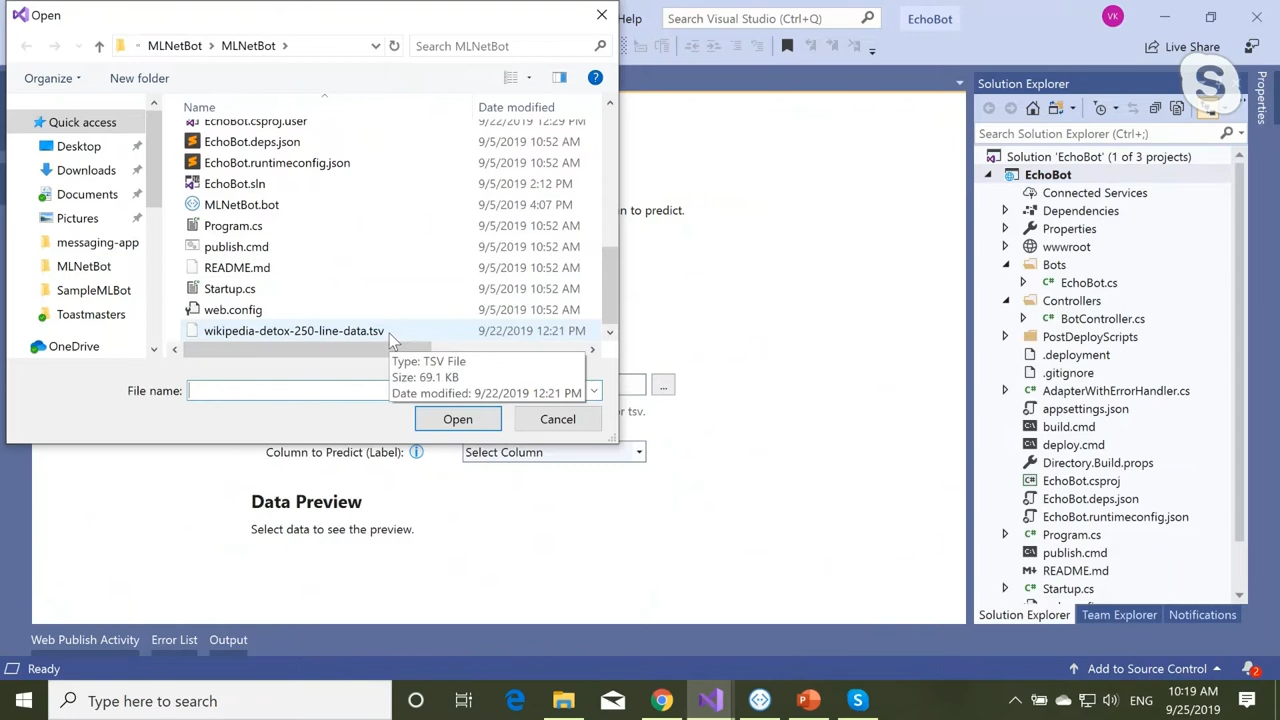 Open
Help
Search Visual Studio (Ctrl+Q)
EchoBot
VK
MLNetBot
MLNetBot
Search MLNetBot
Live Share
Organize
New folder
Solution Explorer
Properties
Name
Date modified
Quick access
Desktop
Downloads
Documents
Pictures
messaging-app
MLNetBot
SampleMLBot
Toastmasters
OneDrive
EchoBot.csproj.user 9/22/2019 12:29 PM
EchoBot.deps.json 9/5/2019 10:52 AM
EchoBot.runtimeconfig.json 9/5/2019 10:52 AM
EchoBot.sln 9/5/2019 2:12 PM
MLNetBot.bot 9/5/2019 4:07 PM
Program.cs 9/5/2019 10:52 AM
publish.cmd 9/5/2019 10:52 AM
README.md 9/5/2019 10:52 AM
Startup.cs 9/5/2019 10:52 AM
web.config 9/5/2019 10:52 AM
wikipedia-detox-250-line-data.tsv 9/22/2019 12:21 PM
Type: TSV File
Size: 69.1 KB
Date modified: 9/22/2019 12:21 PM
File name:
Open
Cancel
n to predict.
...
or tsv.
Column to Predict (Label):
Select Column
Data Preview
Select data to see the preview.
Search Solution Explorer (Ctrl+;)
Solution 'EchoBot' (1 of 3 projects)
EchoBot
Connected Services
Dependencies
Properties
wwwroot
Bots
EchoBot.cs
Controllers
BotController.cs
PostDeployScripts
.deployment
.gitignore
AdapterWithErrorHandler.cs
appsettings.json
build.cmd
deploy.cmd
Directory.Build.props
EchoBot.csproj
EchoBot.deps.json
EchoBot.runtimeconfig.json
Program.cs
publish.cmd
README.md
Startup.cs
Solution Explorer
Team Explorer
Notifications
Web Publish Activity
Error List
Output
Ready
Add to Source Control
2
Type here to search
ENG
10:19 AM
9/25/2019